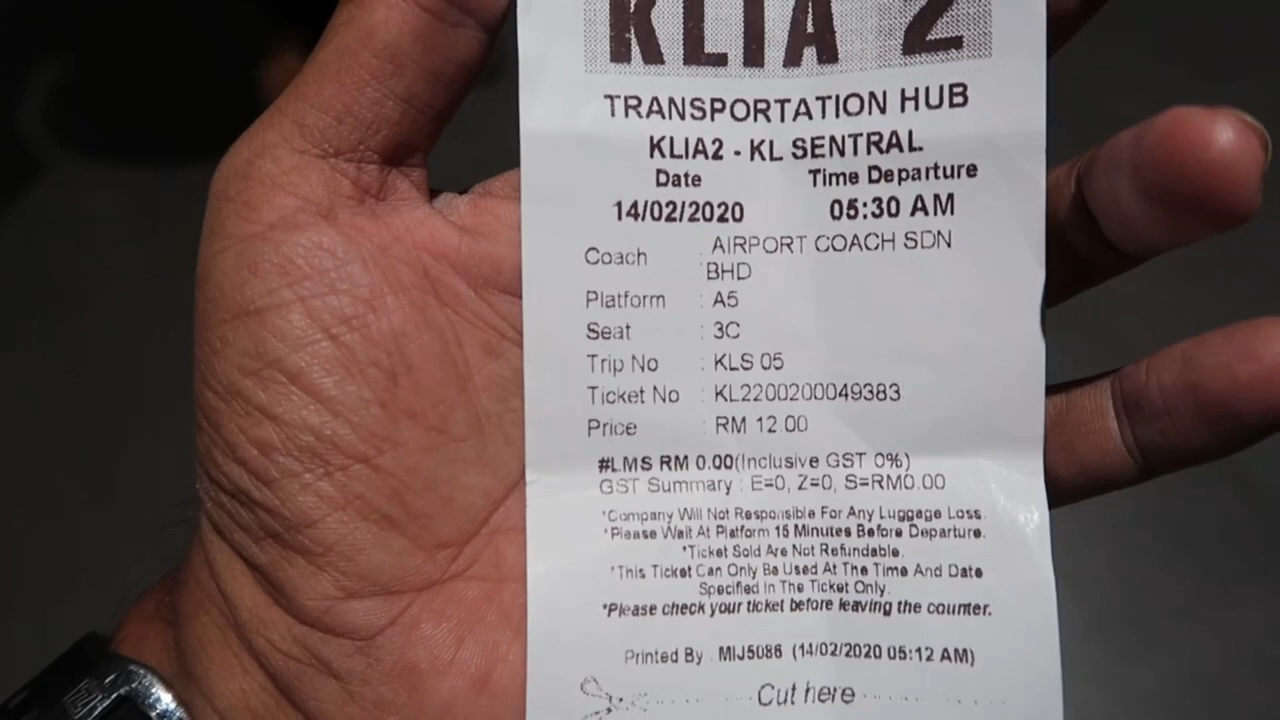 KLIA 2
TRANSPORTATION HUB
KLIA2 - KL SENTRAL
Date Time Departure
14/02/2020 05:30 AM
Coach : AIRPORT COACH SDN
BHD
Platform : A5
Seat : 3C
Trip No : KLS 05
Ticket No : KL2200200049383
Price : RM 12.00
#LMS RM 0.00(Inclusive GST 0%)
GST Summary : E=0, Z=0, S=RM0.00
*Company Will Not Responsible For Any Luggage Loss.
*Please Wait At Platform 15 Minutes Before Departure.
*Ticket Sold Are Not Refundable.
*This Ticket Can Only Be Used At The Time And Date
Specified In The Ticket Only.
*Please check your ticket before leaving the counter.
Printed By : MIJ5086 (14/02/2020 05:12 AM)
Cut here